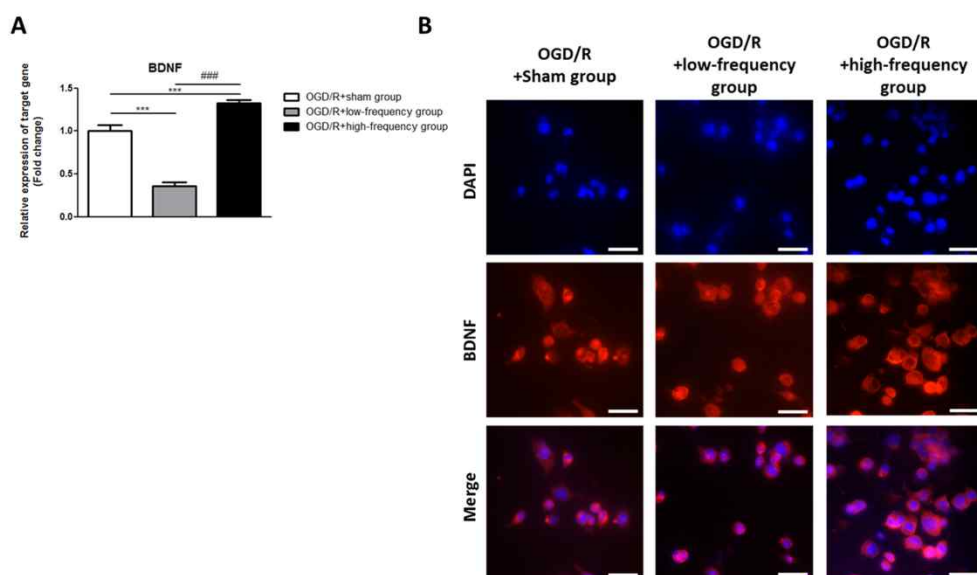 A
BDNF
###
***
***
Relative expression of target gene
(Fold change)
1.5
1.0
0.5
0.0
OGD/R+sham group
OGD/R+low-frequency group
OGD/R+high-frequency group
B
OGD/R
+Sham group
OGD/R
+low-frequency
group
OGD/R
+high-frequency
group
DAPI
BDNF
Merge